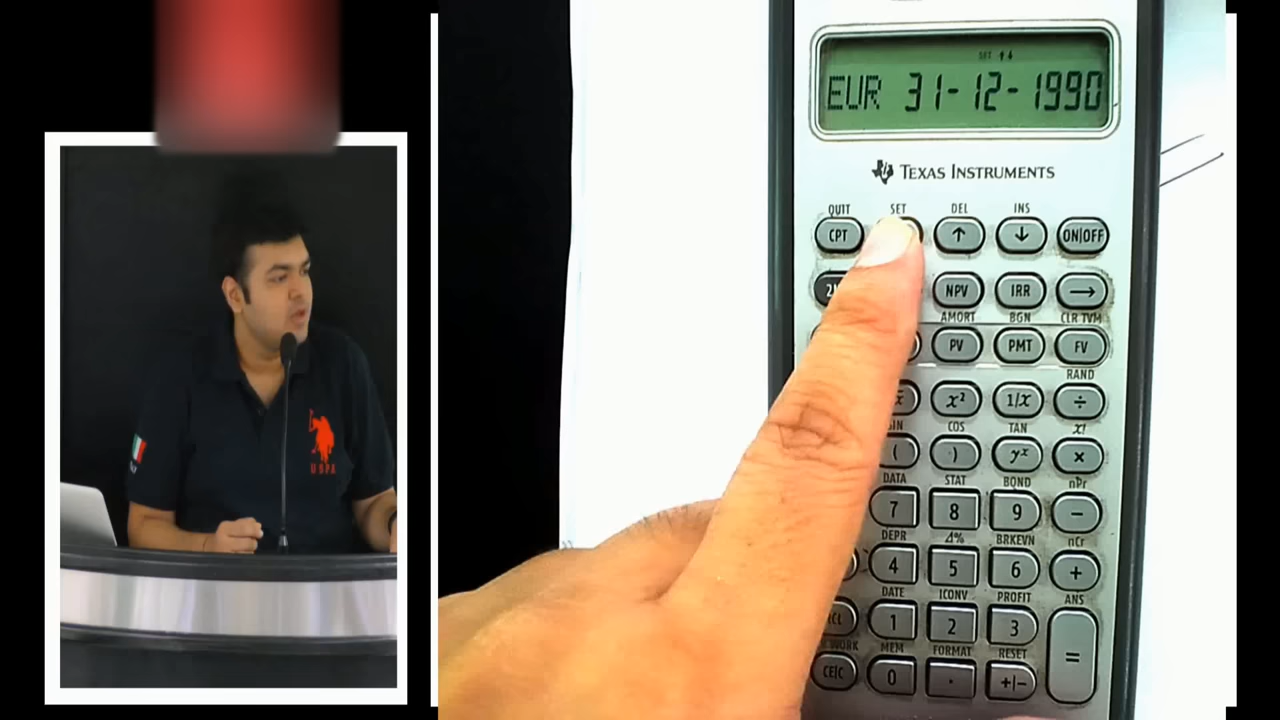 SET ↑↓
EUR 31-12-1990
TEXAS INSTRUMENTS
QUIT SET DEL INS
CPT ↑ ↓ ON|OFF
NPV IRR →
AMORT BGN CLR TVM
PV PMT FV
RAND
x² 1/x ÷
COS TAN x!
( ) yˣ ×
DATA STAT BOND nPr
7 8 9 −
DEPR Δ% BRKEVN nCr
4 5 6 +
DATE ICONV PROFIT ANS
1 2 3
MEM FORMAT RESET
CE|C 0 . +|− =
USPA